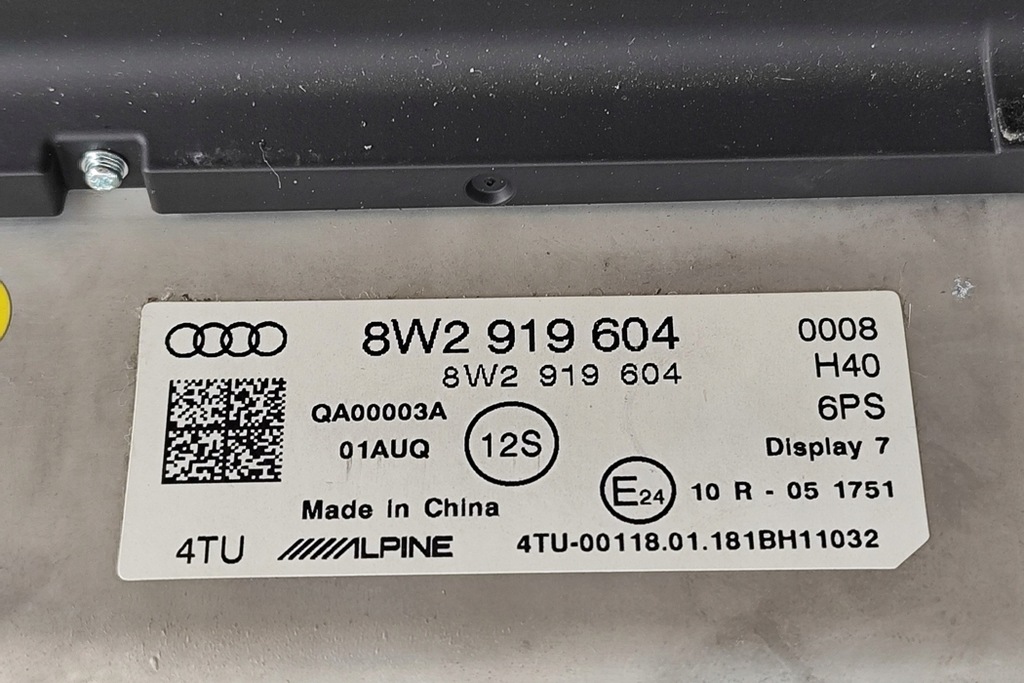 8W2 919 604
8W2 919 604
0008
H40
6PS
Display 7
QA00003A
01AUQ
12S
E24 10 R - 05 1751
Made in China
4TU
ALPINE
4TU-00118.01.181BH11032